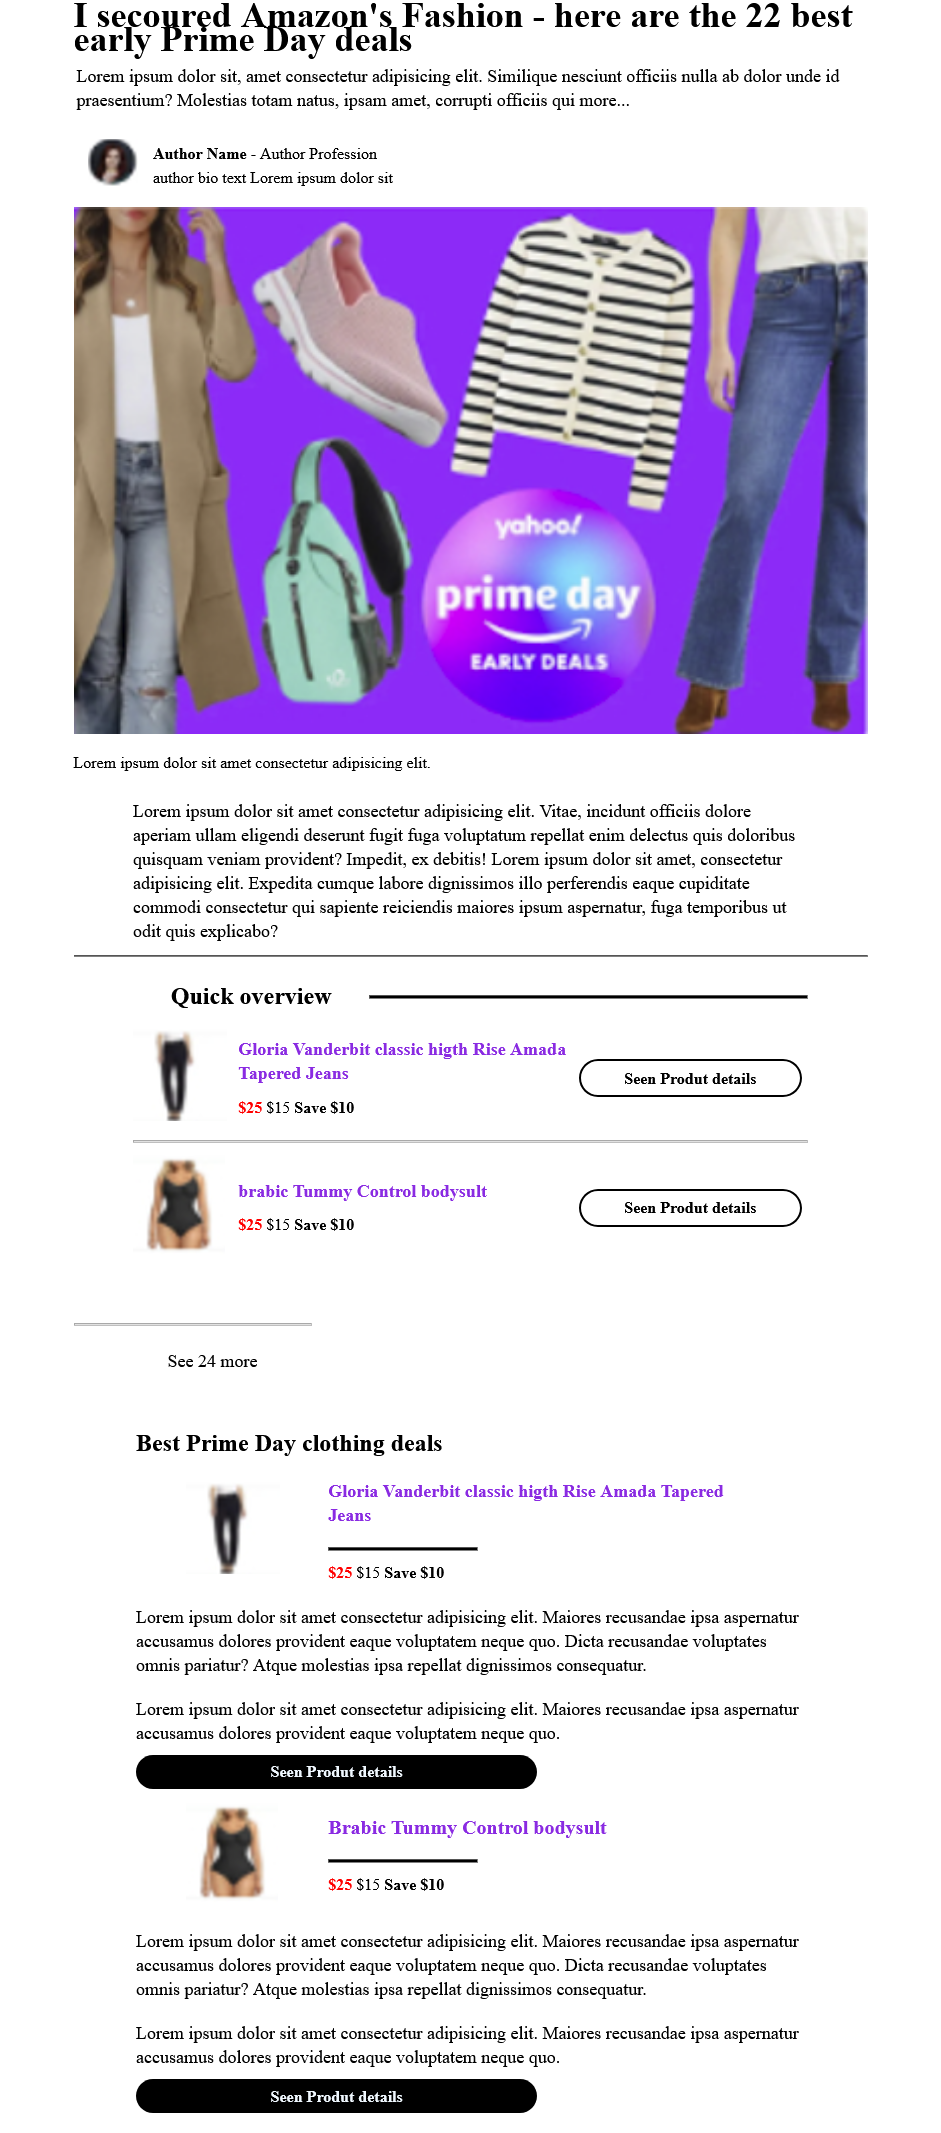 I secoured Amazon's Fashion - here are the 22 best
early Prime Day deals
Lorem ipsum dolor sit, amet consectetur adipisicing elit. Similique nesciunt officiis nulla ab dolor unde id
praesentium? Molestias totam natus, ipsam amet, corrupti officiis qui more...
Author Name - Author Profession
author bio text Lorem ipsum dolor sit
yahoo!
prime day
EARLY DEALS
Lorem ipsum dolor sit amet consectetur adipisicing elit.
Lorem ipsum dolor sit amet consectetur adipisicing elit. Vitae, incidunt officiis dolore
aperiam ullam eligendi deserunt fugit fuga voluptatum repellat enim delectus quis doloribus
quisquam veniam provident? Impedit, ex debitis! Lorem ipsum dolor sit amet, consectetur
adipisicing elit. Expedita cumque labore dignissimos illo perferendis eaque cupiditate
commodi consectetur qui sapiente reiciendis maiores ipsum aspernatur, fuga temporibus ut
odit quis explicabo?
Quick overview
Gloria Vanderbit classic higth Rise Amada
Tapered Jeans
$25 $15 Save $10
Seen Produt details
brabic Tummy Control bodysult
$25 $15 Save $10
Seen Produt details
See 24 more
Best Prime Day clothing deals
Gloria Vanderbit classic higth Rise Amada Tapered
Jeans
$25 $15 Save $10
Lorem ipsum dolor sit amet consectetur adipisicing elit. Maiores recusandae ipsa aspernatur
accusamus dolores provident eaque voluptatem neque quo. Dicta recusandae voluptates
omnis pariatur? Atque molestias ipsa repellat dignissimos consequatur.
Lorem ipsum dolor sit amet consectetur adipisicing elit. Maiores recusandae ipsa aspernatur
accusamus dolores provident eaque voluptatem neque quo.
Seen Produt details
Brabic Tummy Control bodysult
$25 $15 Save $10
Lorem ipsum dolor sit amet consectetur adipisicing elit. Maiores recusandae ipsa aspernatur
accusamus dolores provident eaque voluptatem neque quo. Dicta recusandae voluptates
omnis pariatur? Atque molestias ipsa repellat dignissimos consequatur.
Lorem ipsum dolor sit amet consectetur adipisicing elit. Maiores recusandae ipsa aspernatur
accusamus dolores provident eaque voluptatem neque quo.
Seen Produt details